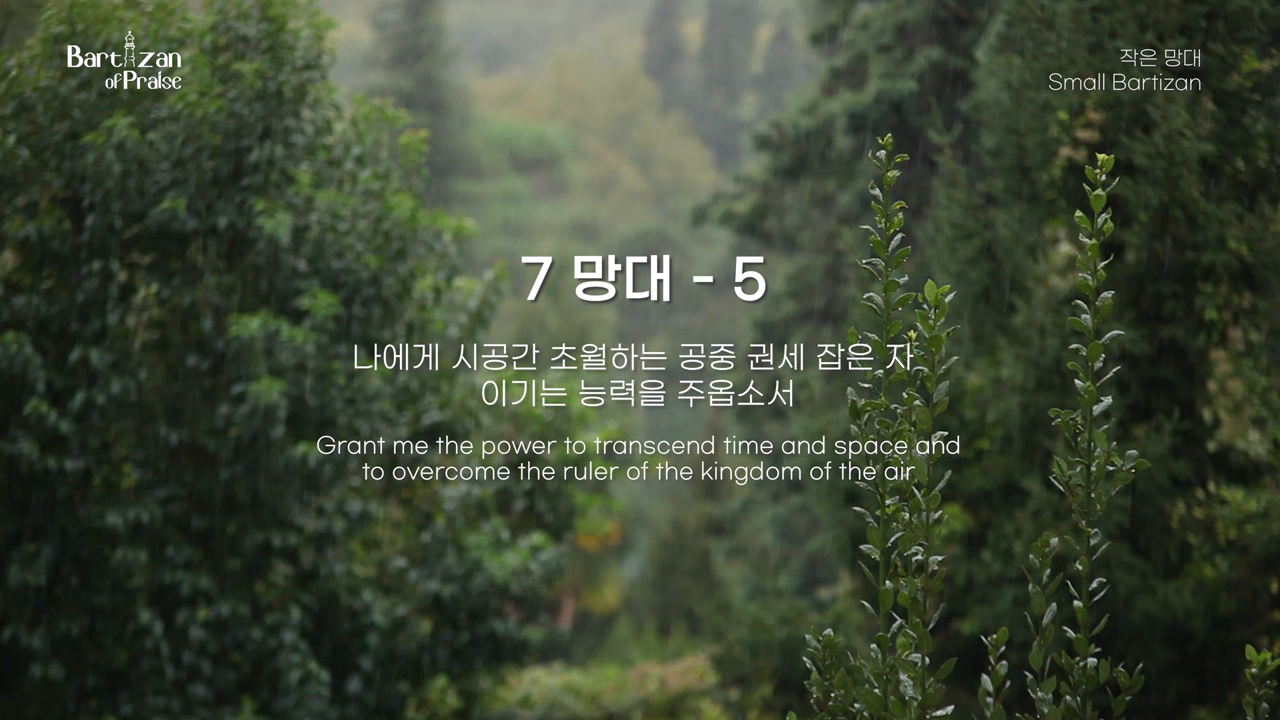 Bartizan
of Praise
작은 망대
Small Bartizan
7 망대 - 5
나에게 시공간 초월하는 공중 권세 잡은 자
이기는 능력을 주옵소서
Grant me the power to transcend time and space and
to overcome the ruler of the kingdom of the air